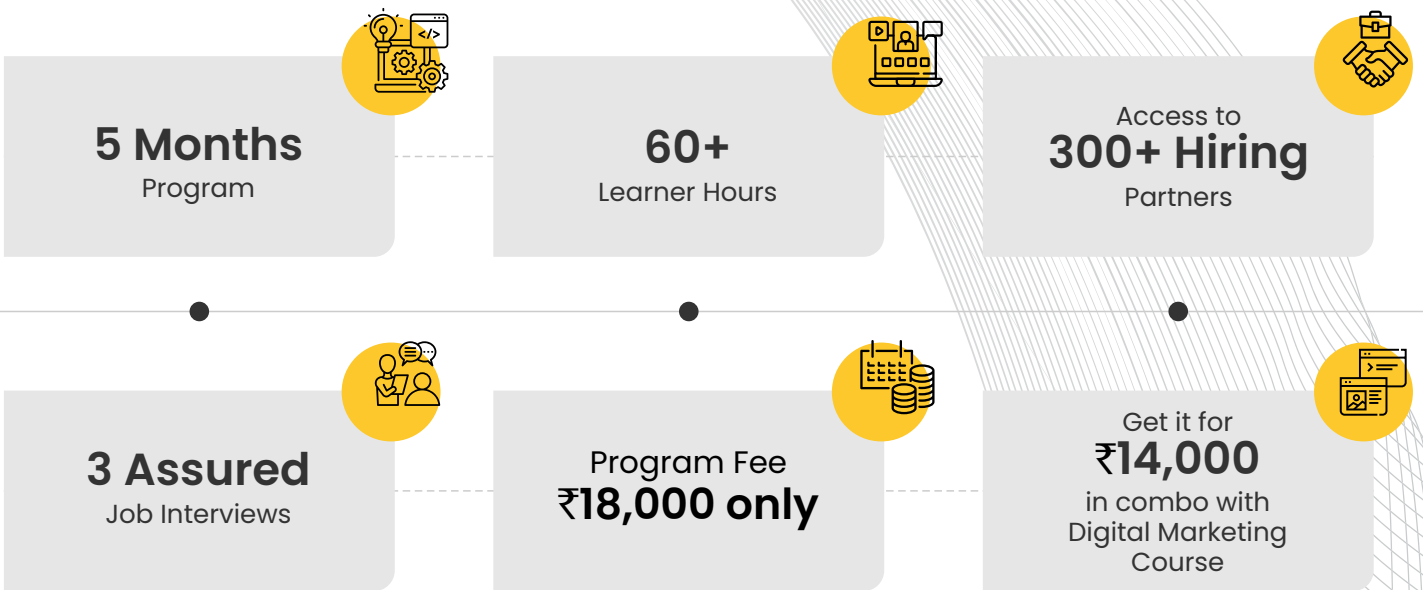 </>
5 Months
Program
60+
Learner Hours
Access to
300+ Hiring
Partners
3 Assured
Job Interviews
Program Fee
₹18,000 only
Get it for
₹14,000
in combo with
Digital Marketing
Course